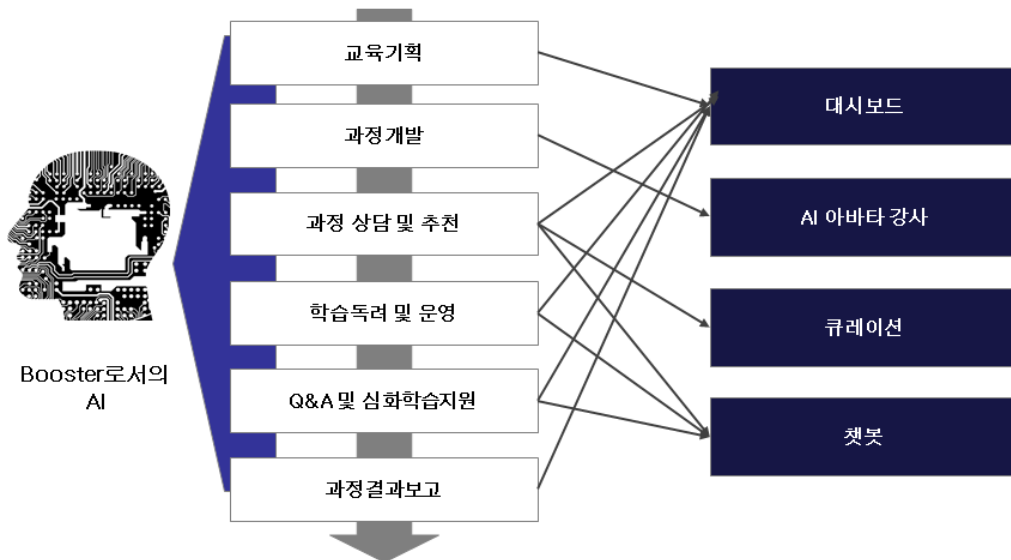 교육기획
과정개발
과정 상담 및 추천
학습독려 및 운영
Q&A 및 심화학습지원
과정결과보고
Booster로서의
AI
대시보드
AI 아바타 강사
큐레이션
챗봇